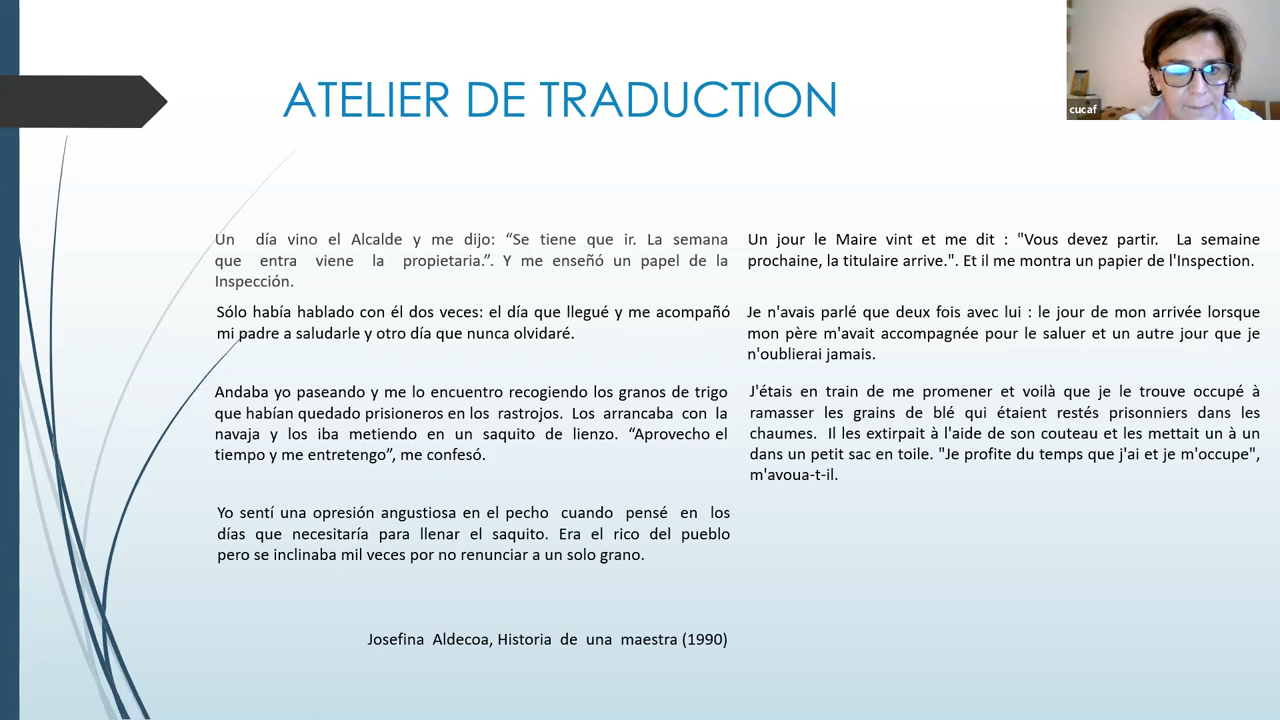 ATELIER DE TRADUCTION
cucaf
Un día vino el Alcalde y me dijo: “Se tiene que ir. La semana
que entra viene la propietaria.”. Y me enseñó un papel de la
Inspección.
Sólo había hablado con él dos veces: el día que llegué y me acompañó
mi padre a saludarle y otro día que nunca olvidaré.
Andaba yo paseando y me lo encuentro recogiendo los granos de trigo
que habían quedado prisioneros en los rastrojos. Los arrancaba con la
navaja y los iba metiendo en un saquito de lienzo. “Aprovecho el
tiempo y me entretengo”, me confesó.
Yo sentí una opresión angustiosa en el pecho cuando pensé en los
días que necesitaría para llenar el saquito. Era el rico del pueblo
pero se inclinaba mil veces por no renunciar a un solo grano.
Josefina Aldecoa, Historia de una maestra (1990)
Un jour le Maire vint et me dit : "Vous devez partir. La semaine
prochaine, la titulaire arrive.". Et il me montra un papier de l'Inspection.
Je n'avais parlé que deux fois avec lui : le jour de mon arrivée lorsque
mon père m'avait accompagnée pour le saluer et un autre jour que je
n'oublierai jamais.
J'étais en train de me promener et voilà que je le trouve occupé à
ramasser les grains de blé qui étaient restés prisonniers dans les
chaumes. Il les extirpait à l'aide de son couteau et les mettait un à un
dans un petit sac en toile. "Je profite du temps que j'ai et je m'occupe",
m'avoua-t-il.